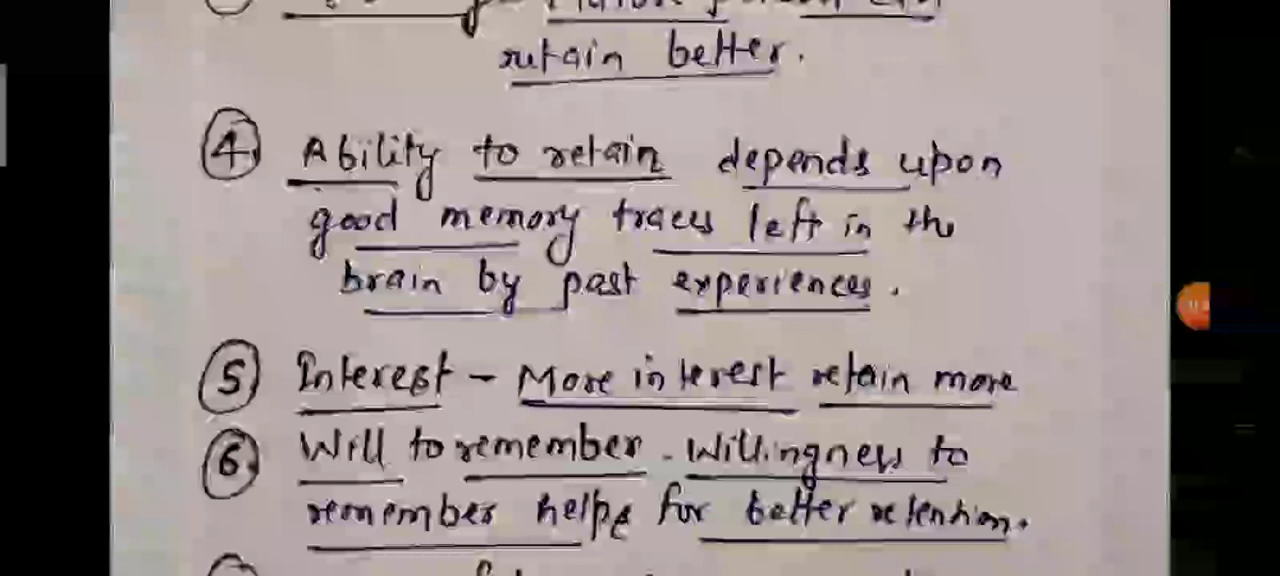 retain better.
④ Ability to retain depends upon
good memory traces left in the
brain by past experiences.
⑤ Interest - More interest retain more
⑥ Will to remember - Willingness to
remember helps for better retention.